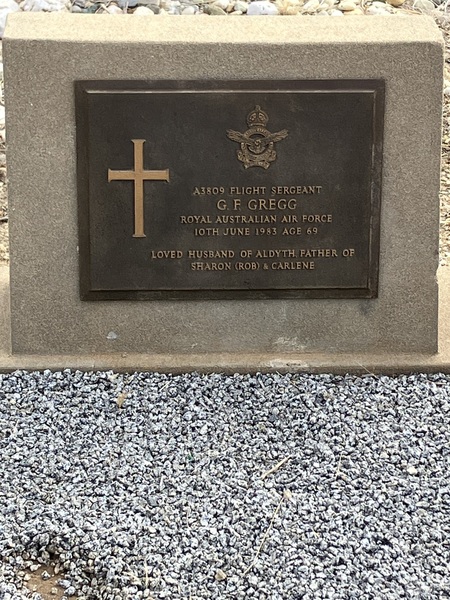 A3809 FLIGHT SERGEANT
G. F. GREGG
ROYAL AUSTRALIAN AIR FORCE
10TH JUNE 1983 AGE 69
LOVED HUSBAND OF ALDYTH, FATHER OF
SHARON (ROB) & CARLENE